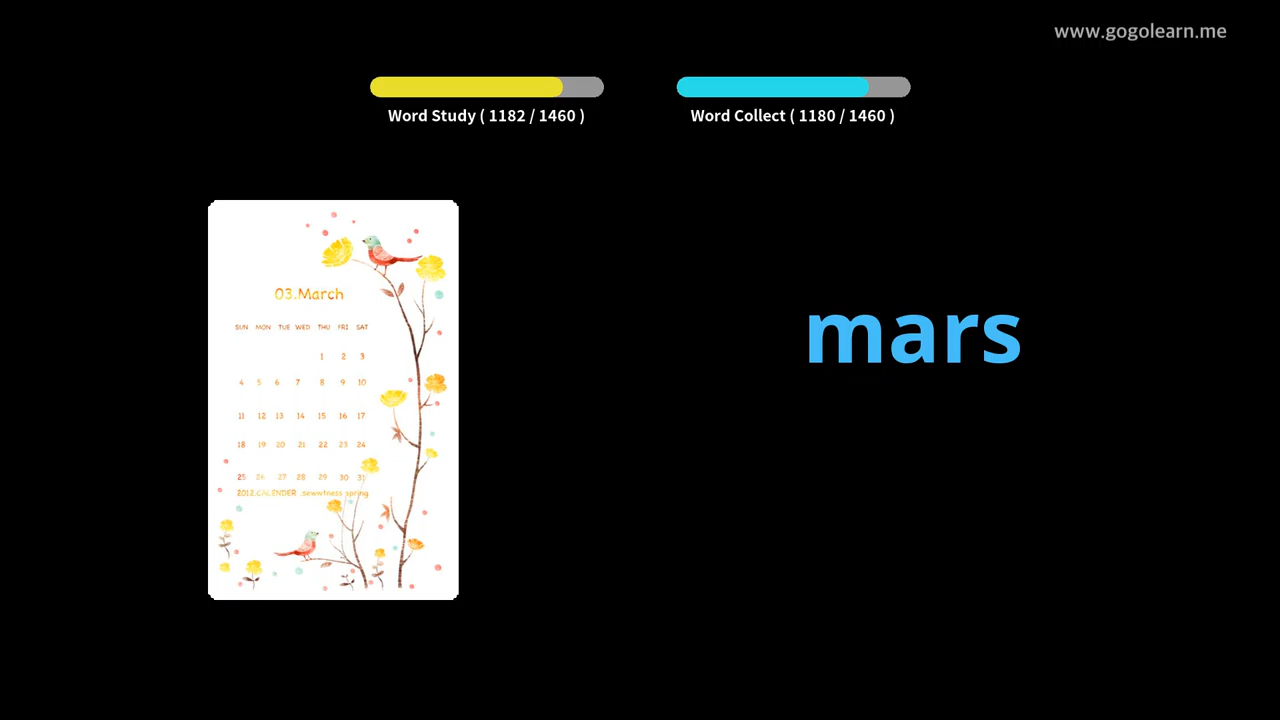 www.gogolearn.me
Word Study ( 1182 / 1460 )
Word Collect ( 1180 / 1460 )
03.March
SUN MON TUE WED THU FRI SAT
1 2 3
4 5 6 7 8 9 10
11 12 13 14 15 16 17
18 19 20 21 22 23 24
25 26 27 28 29 30 31
2012.CALENDER .sewwtness spring
mars